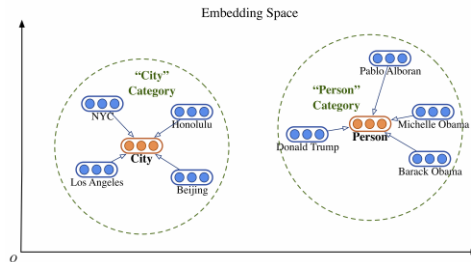 Embedding Space
“City”
Category
NYC
Honolulu
City
Los Angeles
Beijing
Pablo Alboran
“Person”
Category
Michelle Obama
Donald Trump
Person
Barack Obama
O